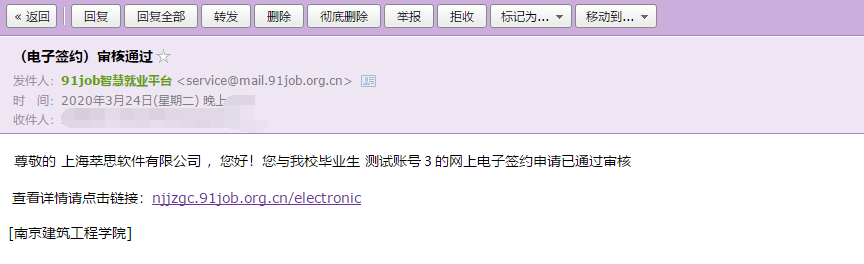 « 返回 回复 回复全部 转发 删除 彻底删除 举报 拒收 标记为... 移动到...
（电子签约）审核通过☆
发件人：91job智慧就业平台 <service@mail.91job.org.cn>
时 间：2020年3月24日(星期二) 晚上
收件人：
尊敬的 上海萃思软件有限公司 ，您好！您与我校毕业生 测试账号３的网上电子签约申请已通过审核
查看详情请点击链接：njjzgc.91job.org.cn/electronic
[南京建筑工程学院]